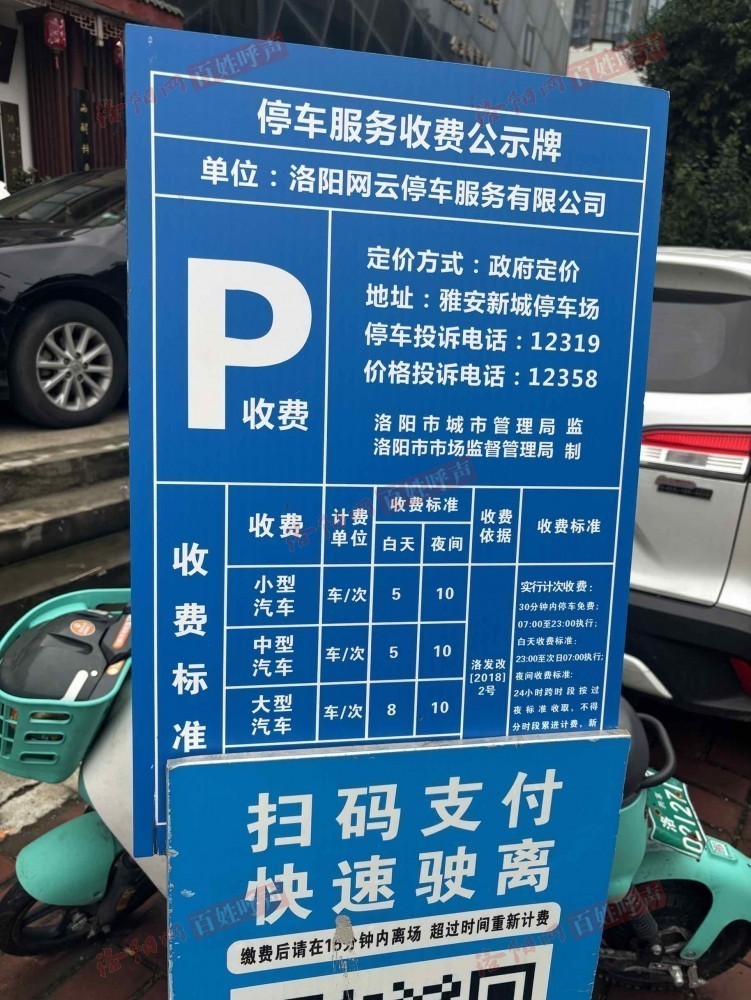 停车服务收费公示牌
单位：洛阳网云停车服务有限公司
P
收费
定价方式：政府定价
地址：雅安新城停车场
停车投诉电话：12319
价格投诉电话：12358
洛阳市城市管理局 监
洛阳市市场监督管理局 制
收费标准
收费
计费
单位
收费标准
白天 夜间
收费
依据
收费标准
小型
汽车
车/次
5
10
中型
汽车
车/次
5
10
大型
汽车
车/次
8
10
洛发改
[2018]
2号
实行计次收费：
30分钟内停车免费；
07:00至23:00执行；
白天收费标准：
23:00至次日07:00执行；
夜间收费标准：
24小时跨时段按过
夜标准收取，不得
分时段累进计费，新
扫码支付
快速驶离
缴费后请在15分钟内离场 超过时间重新计费
洛阳网 百姓呼声